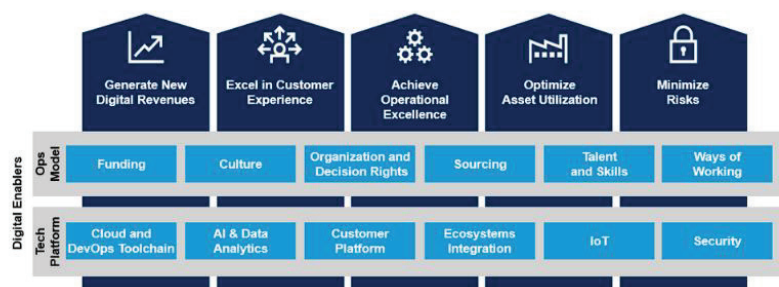 Generate New
Digital Revenues
Excel in Customer
Experience
Achieve
Operational
Excellence
Optimize
Asset Utilization
Minimize
Risks
Digital Enablers
Ops
Model
Funding
Culture
Organization and
Decision Rights
Sourcing
Talent
and Skills
Ways of
Working
Tech
Platform
Cloud and
DevOps Toolchain
AI & Data
Analytics
Customer
Platform
Ecosystems
Integration
IoT
Security